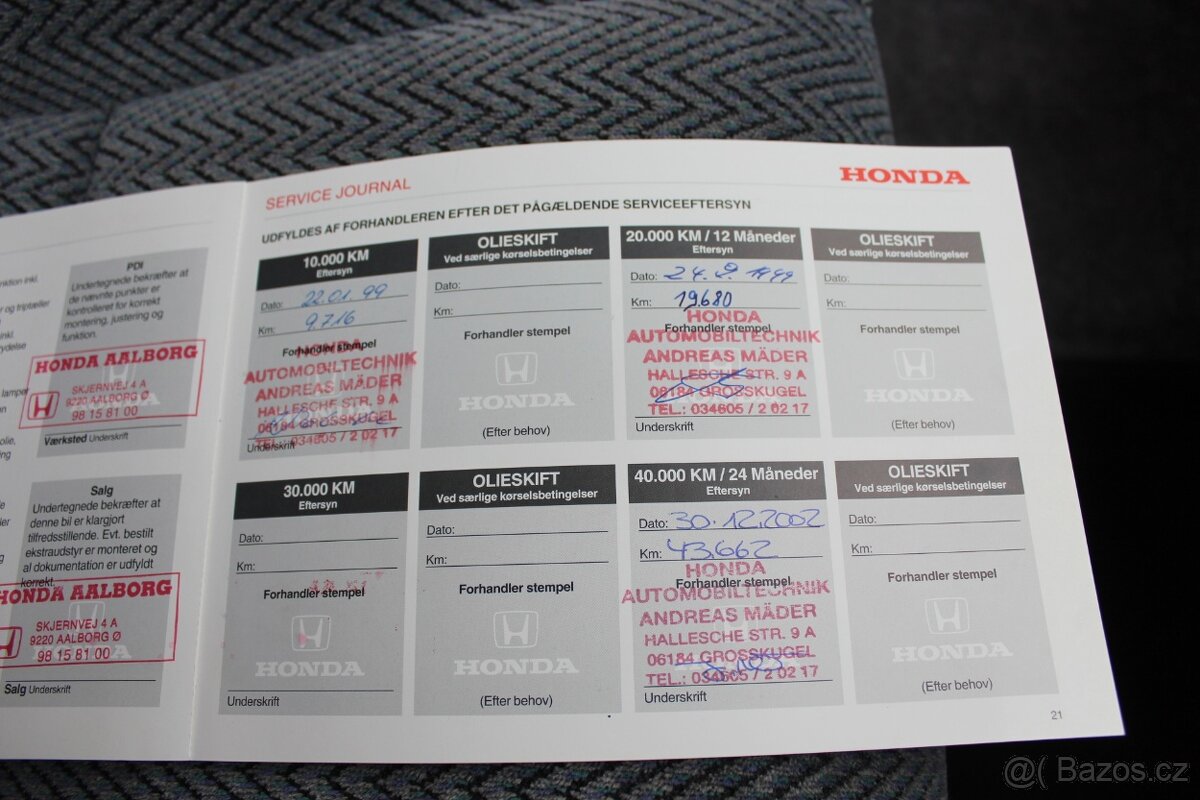 PDI
Undertegnede bekræfter at
de nævnte punkter er
kontrolleret for korrekt
montering, justering og
funktion.
HONDA AALBORG
SKJERNVEJ 4 A
9220 AALBORG Ø
98 15 81 00
Værksted Underskrift
Salg
Undertegnede bekræfter at
denne bil er klargjort
tilfredsstillende. Evt. bestilt
ekstraudstyr er monteret og
al dokumentation er udfyldt
korrekt.
HONDA AALBORG
SKJERNVEJ 4 A
9220 AALBORG Ø
98 15 81 00
Salg Underskrift
SERVICE JOURNAL
HONDA
UDFYLDES AF FORHANDLEREN EFTER DET PÅGÆLDENDE SERVICEEFTERSYN
10.000 KM
Eftersyn
Dato: 22.01.99
Km: 9.716
Forhandler stempel
AUTOMOBILTECHNIK
ANDREAS MÄDER
HALLESCHE STR. 9 A
06184 GROSSKUGEL
TEL.: 034605 / 2 02 17
Underskrift
OLIESKIFT
Ved særlige kørselsbetingelser
Dato:
Km:
Forhandler stempel
HONDA
(Efter behov)
20.000 KM / 12 Måneder
Eftersyn
Dato: 24.9.1999
Km: 19.680
Forhandler stempel
HONDA
AUTOMOBILTECHNIK
ANDREAS MÄDER
HALLESCHE STR. 9 A
06184 GROSSKUGEL
TEL.: 034605 / 2 02 17
Underskrift
OLIESKIFT
Ved særlige kørselsbetingelser
Dato:
Km:
Forhandler stempel
HONDA
(Efter behov)
30.000 KM
Eftersyn
Dato:
Km:
Forhandler stempel
HONDA
Underskrift
OLIESKIFT
Ved særlige kørselsbetingelser
Dato:
Km:
Forhandler stempel
HONDA
(Efter behov)
40.000 KM / 24 Måneder
Eftersyn
Dato: 30.12.2002
Km: 43.662
Forhandler stempel
HONDA
AUTOMOBILTECHNIK
ANDREAS MÄDER
HALLESCHE STR. 9 A
06184 GROSSKUGEL
TEL.: 034605 / 2 02 17
Underskrift
OLIESKIFT
Ved særlige kørselsbetingelser
Dato:
Km:
Forhandler stempel
HONDA
(Efter behov)
21
@( Bazos.cz